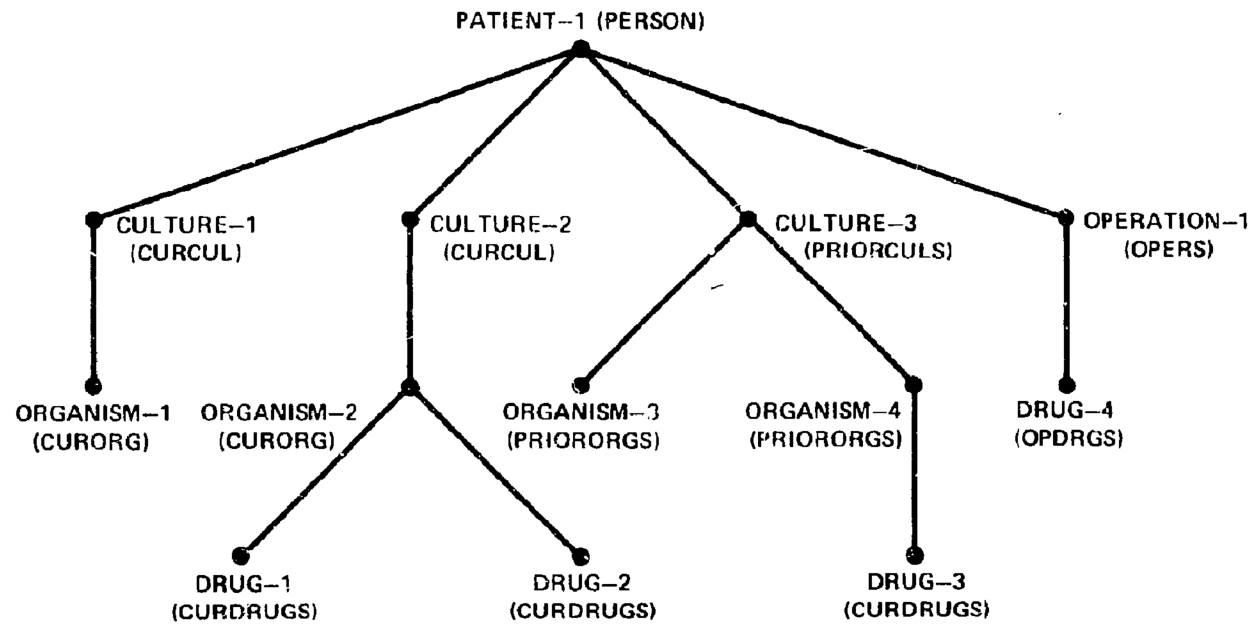 PATIENT–1 (PERSON)
CULTURE–1
(CURCUL)
CULTURE–2
(CURCUL)
CULTURE–3
(PRIORCULS)
OPERATION–1
(OPERS)
ORGANISM–1
(CURORG)
ORGANISM–2
(CURORG)
ORGANISM–3
(PRIORORGS)
ORGANISM–4
(PRIORORGS)
DRUG–4
(OPDRGS)
DRUG–1
(CURDRUGS)
DRUG–2
(CURDRUGS)
DRUG–3
(CURDRUGS)